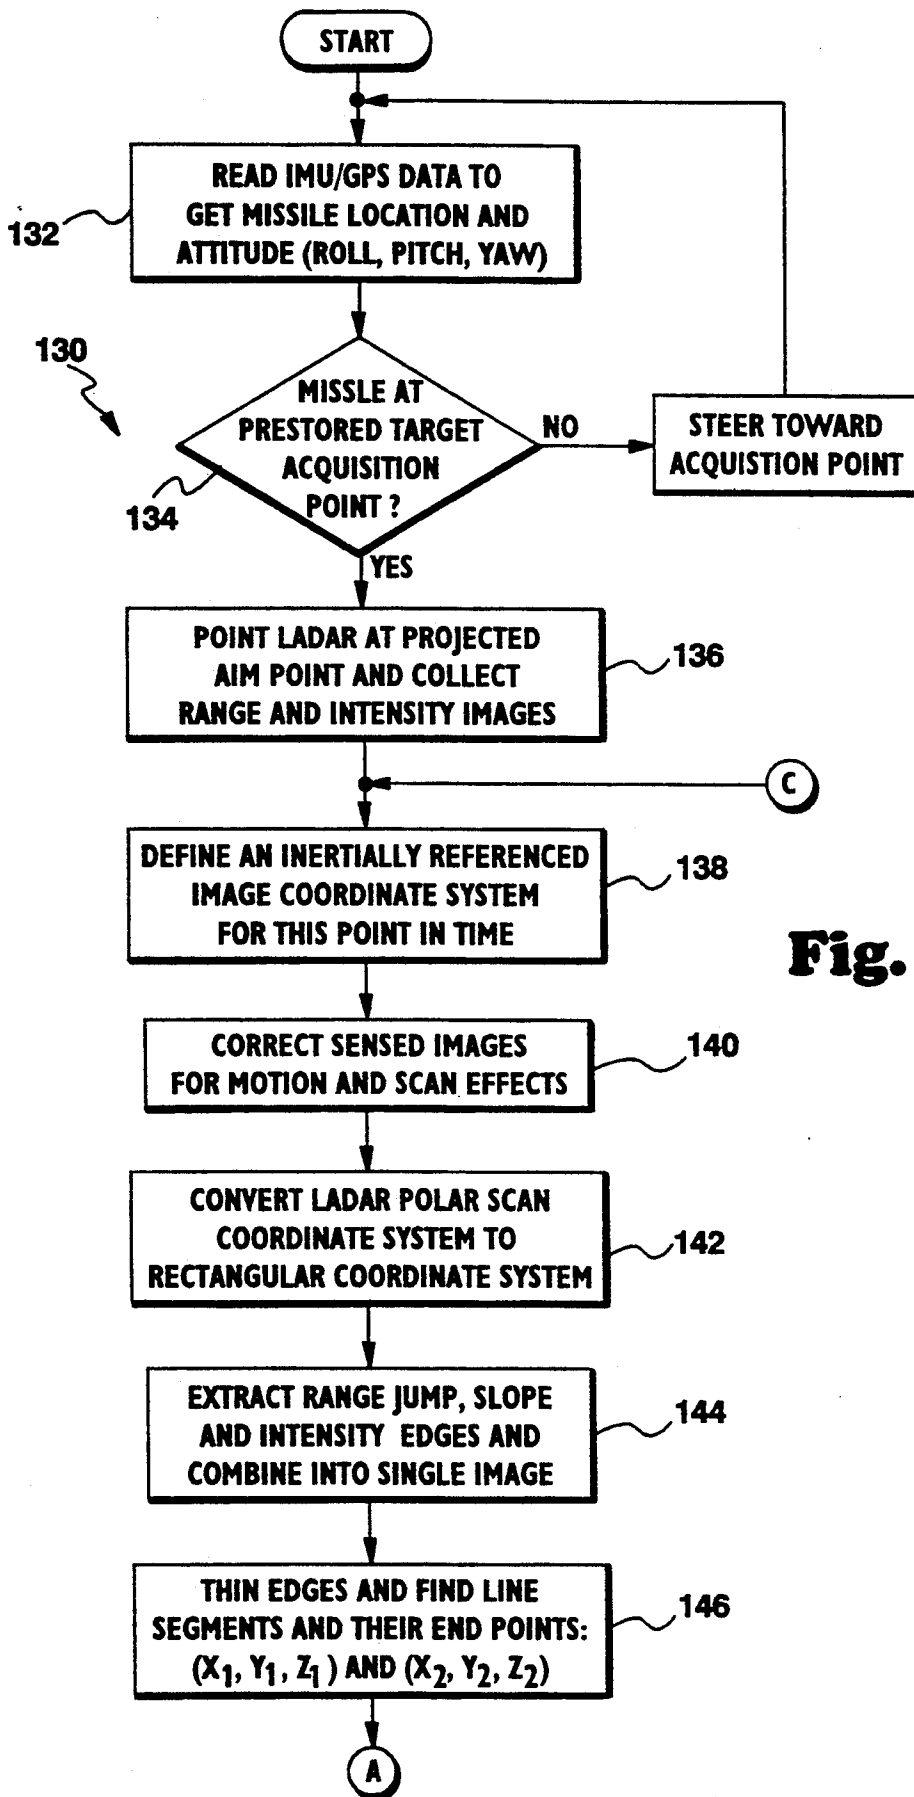 START
READ IMU/GPS DATA TO
GET MISSILE LOCATION AND
ATTITUDE (ROLL, PITCH, YAW)
132
130
MISSLE AT
PRESTORED TARGET
ACQUISITION
POINT ?
134
NO
STEER TOWARD
ACQUISTION POINT
YES
POINT LADAR AT PROJECTED
AIM POINT AND COLLECT
RANGE AND INTENSITY IMAGES
136
C
DEFINE AN INERTIALLY REFERENCED
IMAGE COORDINATE SYSTEM
FOR THIS POINT IN TIME
138
Fig.
CORRECT SENSED IMAGES
FOR MOTION AND SCAN EFFECTS
140
CONVERT LADAR POLAR SCAN
COORDINATE SYSTEM TO
RECTANGULAR COORDINATE SYSTEM
142
EXTRACT RANGE JUMP, SLOPE
AND INTENSITY EDGES AND
COMBINE INTO SINGLE IMAGE
144
THIN EDGES AND FIND LINE
SEGMENTS AND THEIR END POINTS:
(X₁, Y₁, Z₁ ) AND (X₂, Y₂, Z₂)
146
A